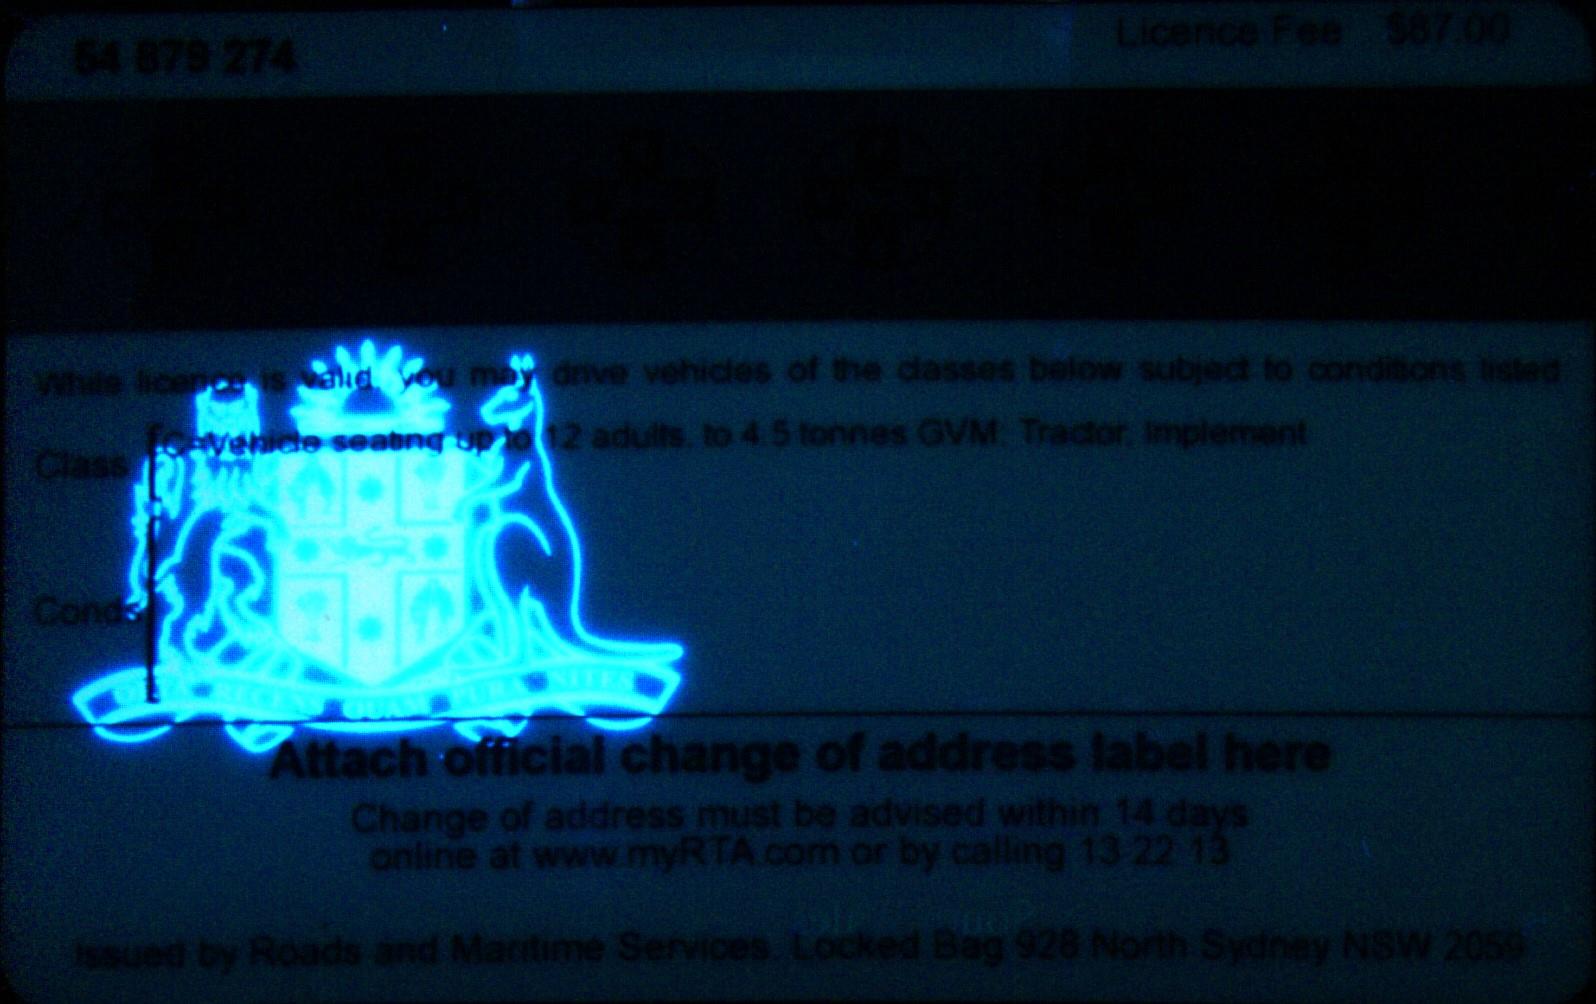 54 879 274
Licence Fee $87.00
While licence is valid, you may drive vehicles of the classes below subject to conditions listed
C-Vehicle seating up to 12 adults, to 4.5 tonnes GVM; Tractor; Implement
Class
Conds
RECENS QUAM PURA NITES
Attach official change of address label here
Change of address must be advised within 14 days
online at www.myRTA.com or by calling 13 22 13
Issued by Roads and Maritime Services, Locked Bag 928 North Sydney NSW 2059